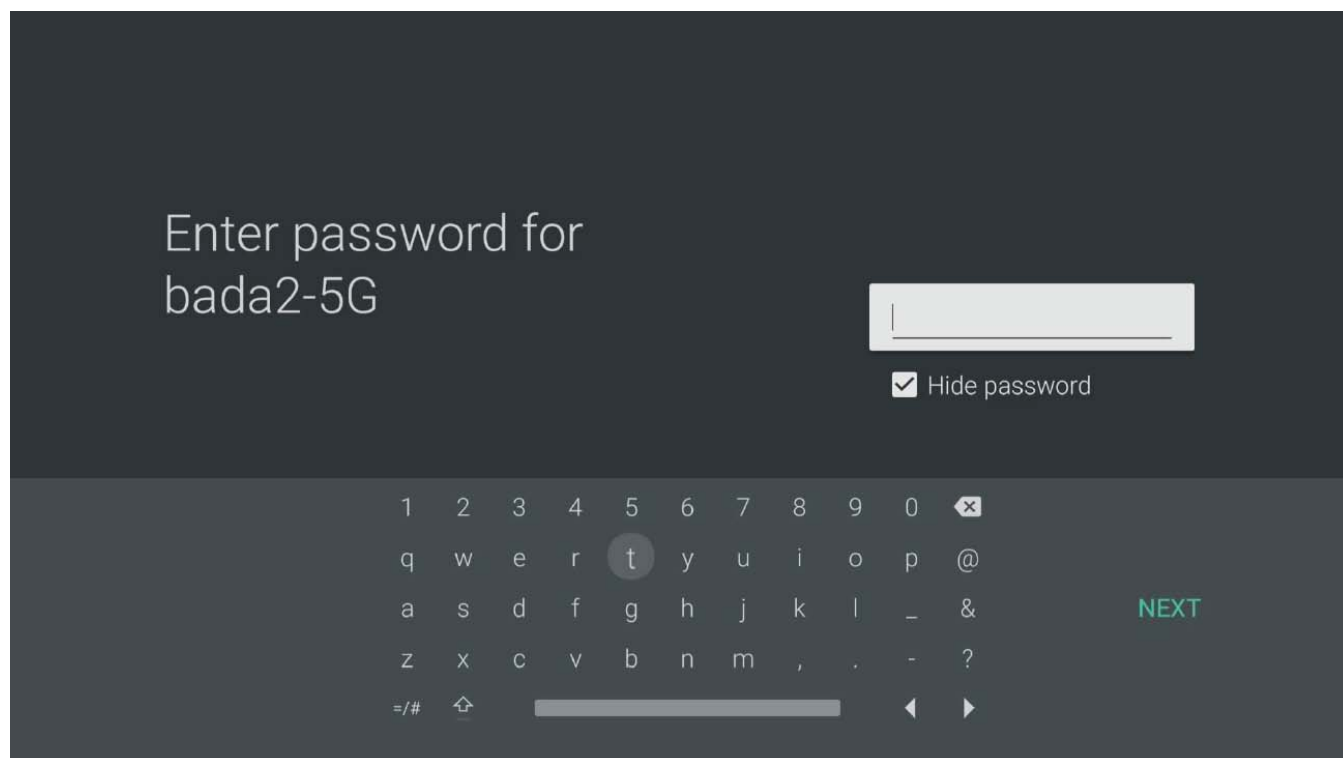 Enter password for
bada2-5G
Hide password
1 2 3 4 5 6 7 8 9 0
q w e r t y u i o p @
a s d f g h j k l _ &
NEXT
z x c v b n m , . - ?
=/#